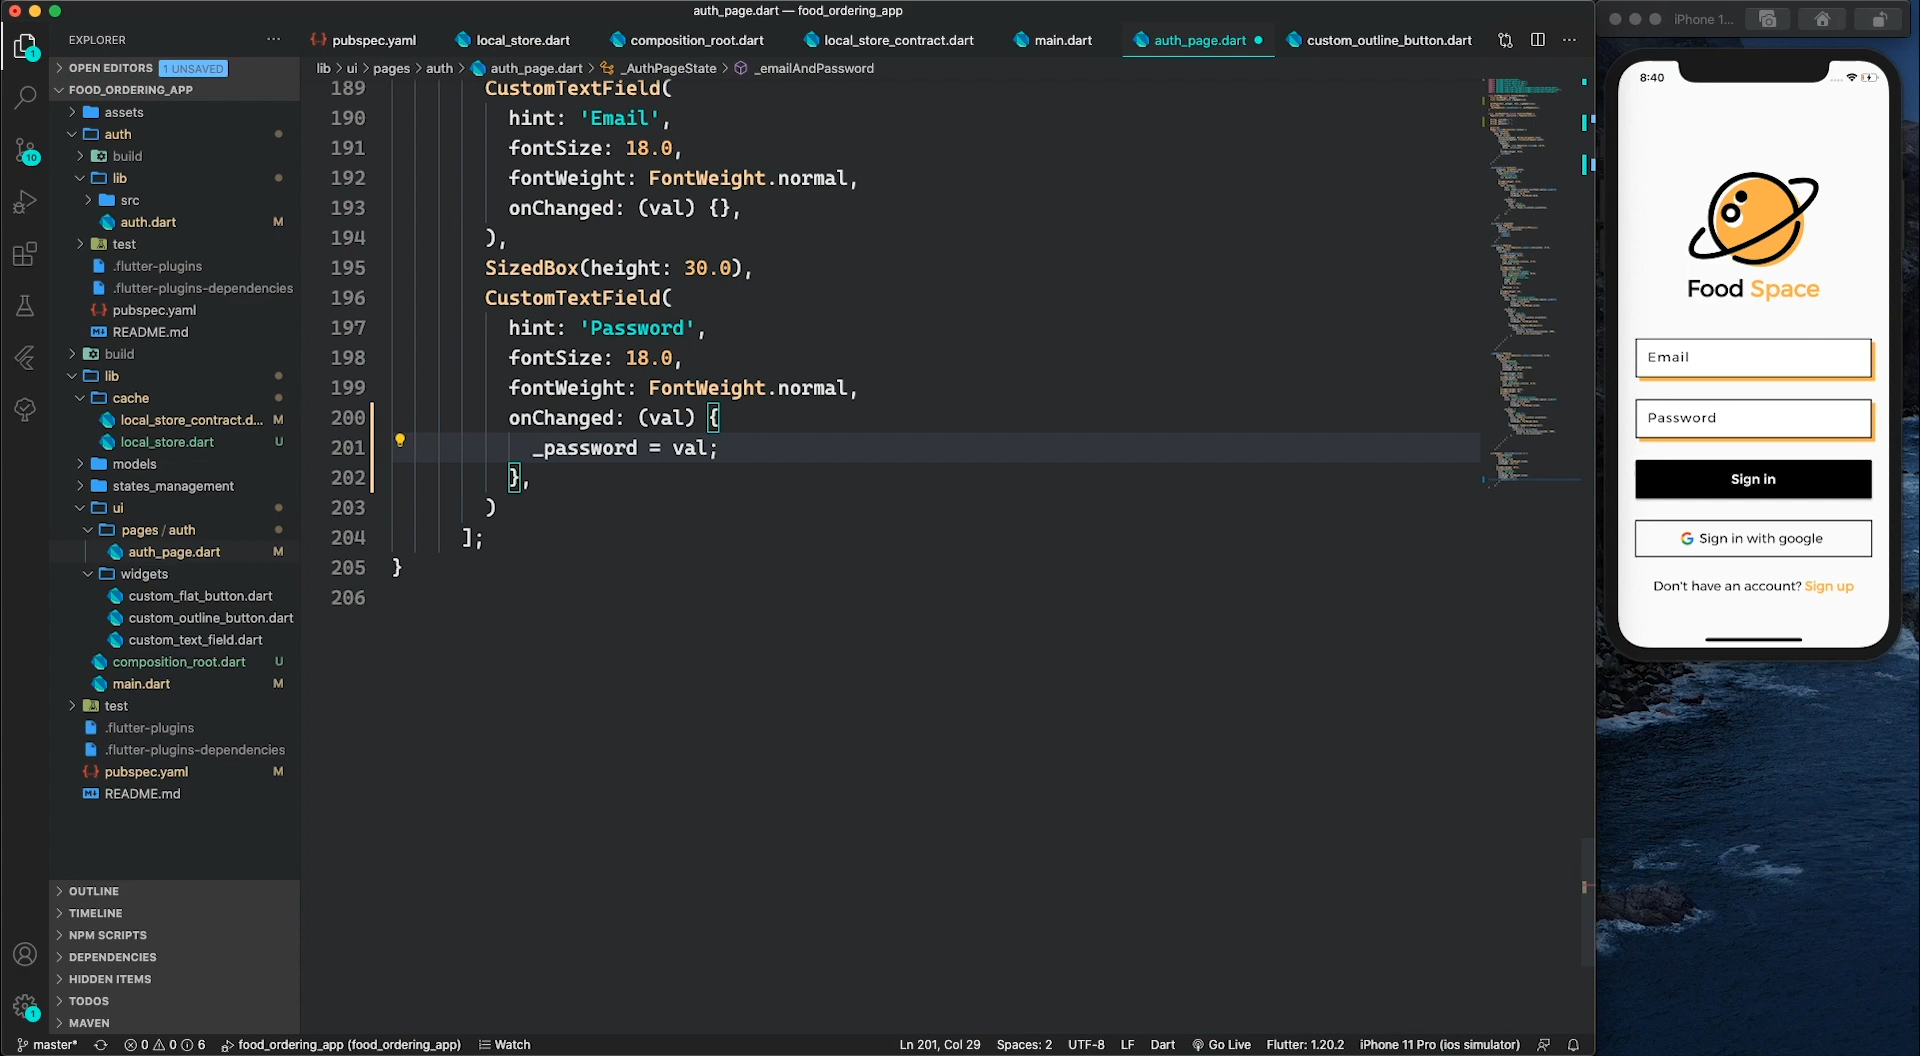 auth_page.dart — food_ordering_app
iPhone 1...
EXPLORER
pubspec.yaml
local_store.dart
composition_root.dart
local_store_contract.dart
main.dart
auth_page.dart
custom_outline_button.dart
OPEN EDITORS 1 UNSAVED
lib > ui > pages > auth > auth_page.dart > _AuthPageState > _emailAndPassword
FOOD_ORDERING_APP
assets
auth
build
lib
src
auth.dart M
test
.flutter-plugins
.flutter-plugins-dependencies
pubspec.yaml
README.md
build
lib
cache
local_store_contract.d... M
local_store.dart U
models
states_management
ui
pages / auth
auth_page.dart M
widgets
custom_flat_button.dart
custom_outline_button.dart
custom_text_field.dart
composition_root.dart U
main.dart M
test
.flutter-plugins
.flutter-plugins-dependencies
pubspec.yaml M
README.md
OUTLINE
TIMELINE
NPM SCRIPTS
DEPENDENCIES
HIDDEN ITEMS
TODOS
MAVEN
1
10
1
189 CustomTextField(
190 hint: 'Email',
191 fontSize: 18.0,
192 fontWeight: FontWeight.normal,
193 onChanged: (val) {},
194 ),
195 SizedBox(height: 30.0),
196 CustomTextField(
197 hint: 'Password',
198 fontSize: 18.0,
199 fontWeight: FontWeight.normal,
200 onChanged: (val) {
201 _password = val;
202 },
203 )
204 ];
205 }
206
8:40
Food Space
Email
Password
Sign in
Sign in with google
Don't have an account? Sign up
master* 0 0 6 food_ordering_app (food_ordering_app) Watch Ln 201, Col 29 Spaces: 2 UTF-8 LF Dart Go Live Flutter: 1.20.2 iPhone 11 Pro (ios simulator)